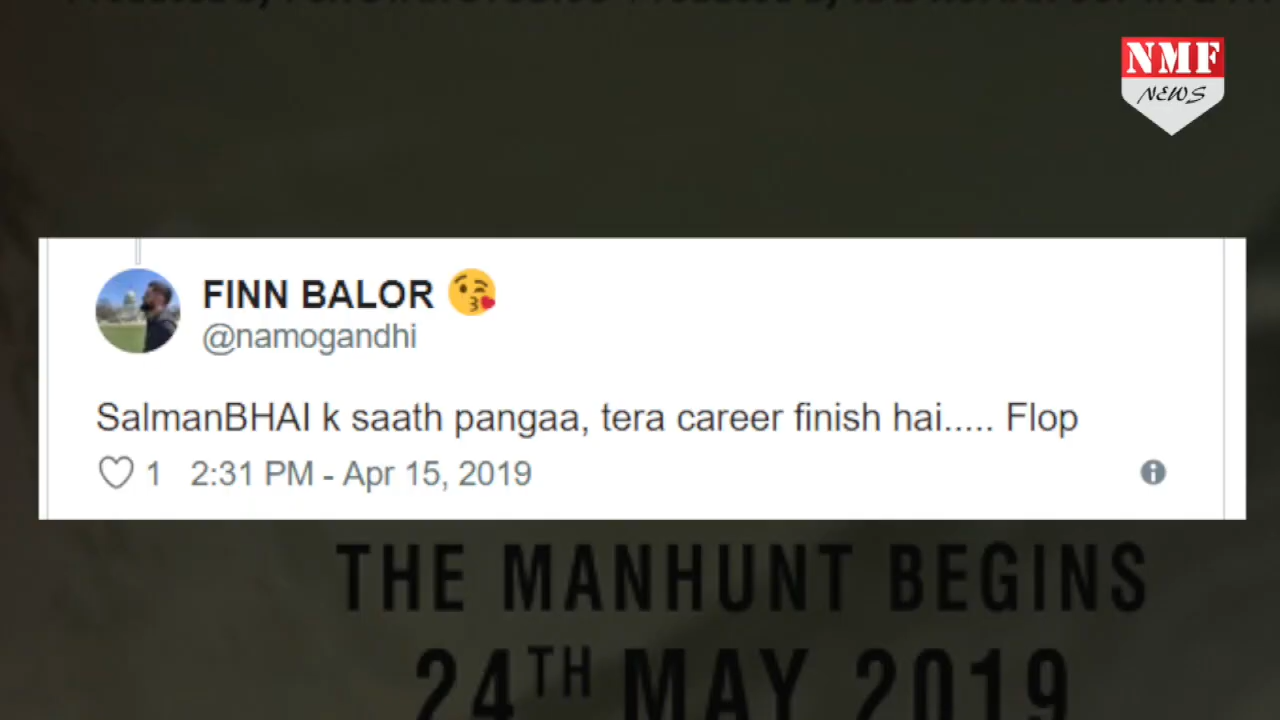 NMF
NEWS
FINN BALOR 😘
@namogandhi
SalmanBHAI k saath pangaa, tera career finish hai..... Flop
1 2:31 PM - Apr 15, 2019
THE MANHUNT BEGINS
24TH MAY 2019